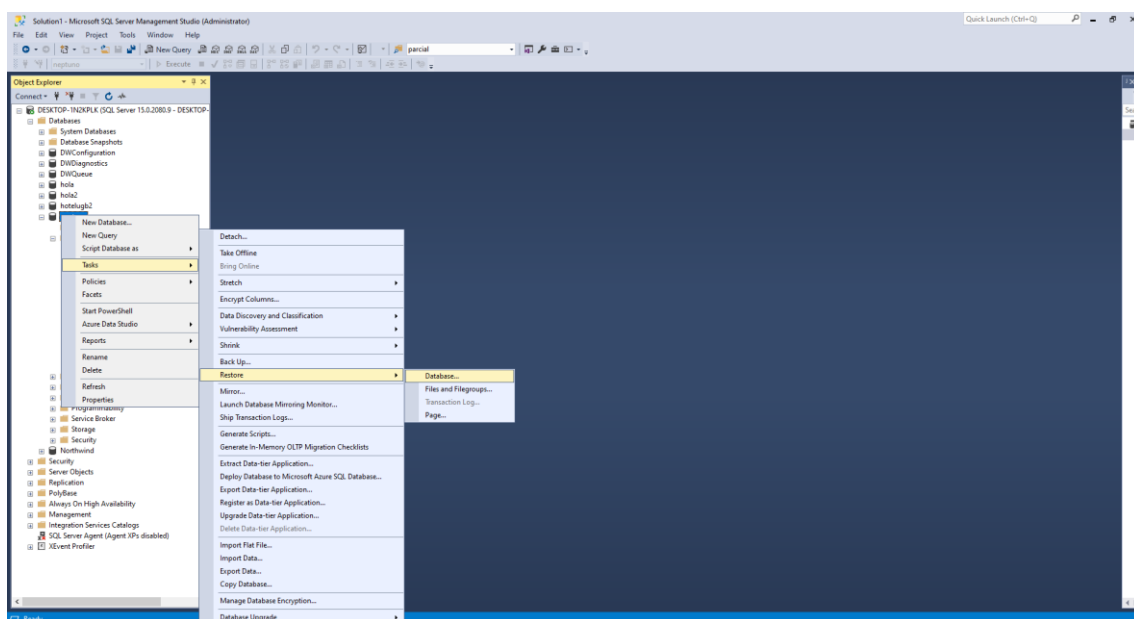 Solution1 - Microsoft SQL Server Management Studio (Administrator)
Quick Launch (Ctrl+Q)
File Edit View Project Tools Window Help
New Query
parcial
neptuno
Execute
Object Explorer
Connect
DESKTOP-1N2KPLK (SQL Server 15.0.2080.9 - DESKTOP-
Databases
System Databases
Database Snapshots
DWConfiguration
DWDiagnostics
DWQueue
hola
hola2
hotelugb2
New Database...
New Query
Script Database as
Tasks
Policies
Facets
Start PowerShell
Azure Data Studio
Reports
Rename
Delete
Refresh
Properties
Detach...
Take Offline
Bring Online
Stretch
Encrypt Columns...
Data Discovery and Classification
Vulnerability Assessment
Shrink
Back Up...
Restore
Mirror...
Launch Database Mirroring Monitor...
Ship Transaction Logs...
Generate Scripts...
Generate In-Memory OLTP Migration Checklists
Extract Data-tier Application...
Deploy Database to Microsoft Azure SQL Database...
Export Data-tier Application...
Register as Data-tier Application...
Upgrade Data-tier Application...
Delete Data-tier Application...
Import Flat File...
Import Data...
Export Data...
Copy Database...
Manage Database Encryption...
Database Upgrade
Database...
Files and Filegroups...
Transaction Log...
Page...
Programmability
Service Broker
Storage
Security
Northwind
Security
Server Objects
Replication
PolyBase
Always On High Availability
Management
Integration Services Catalogs
SQL Server Agent (Agent XPs disabled)
XEvent Profiler
Ready